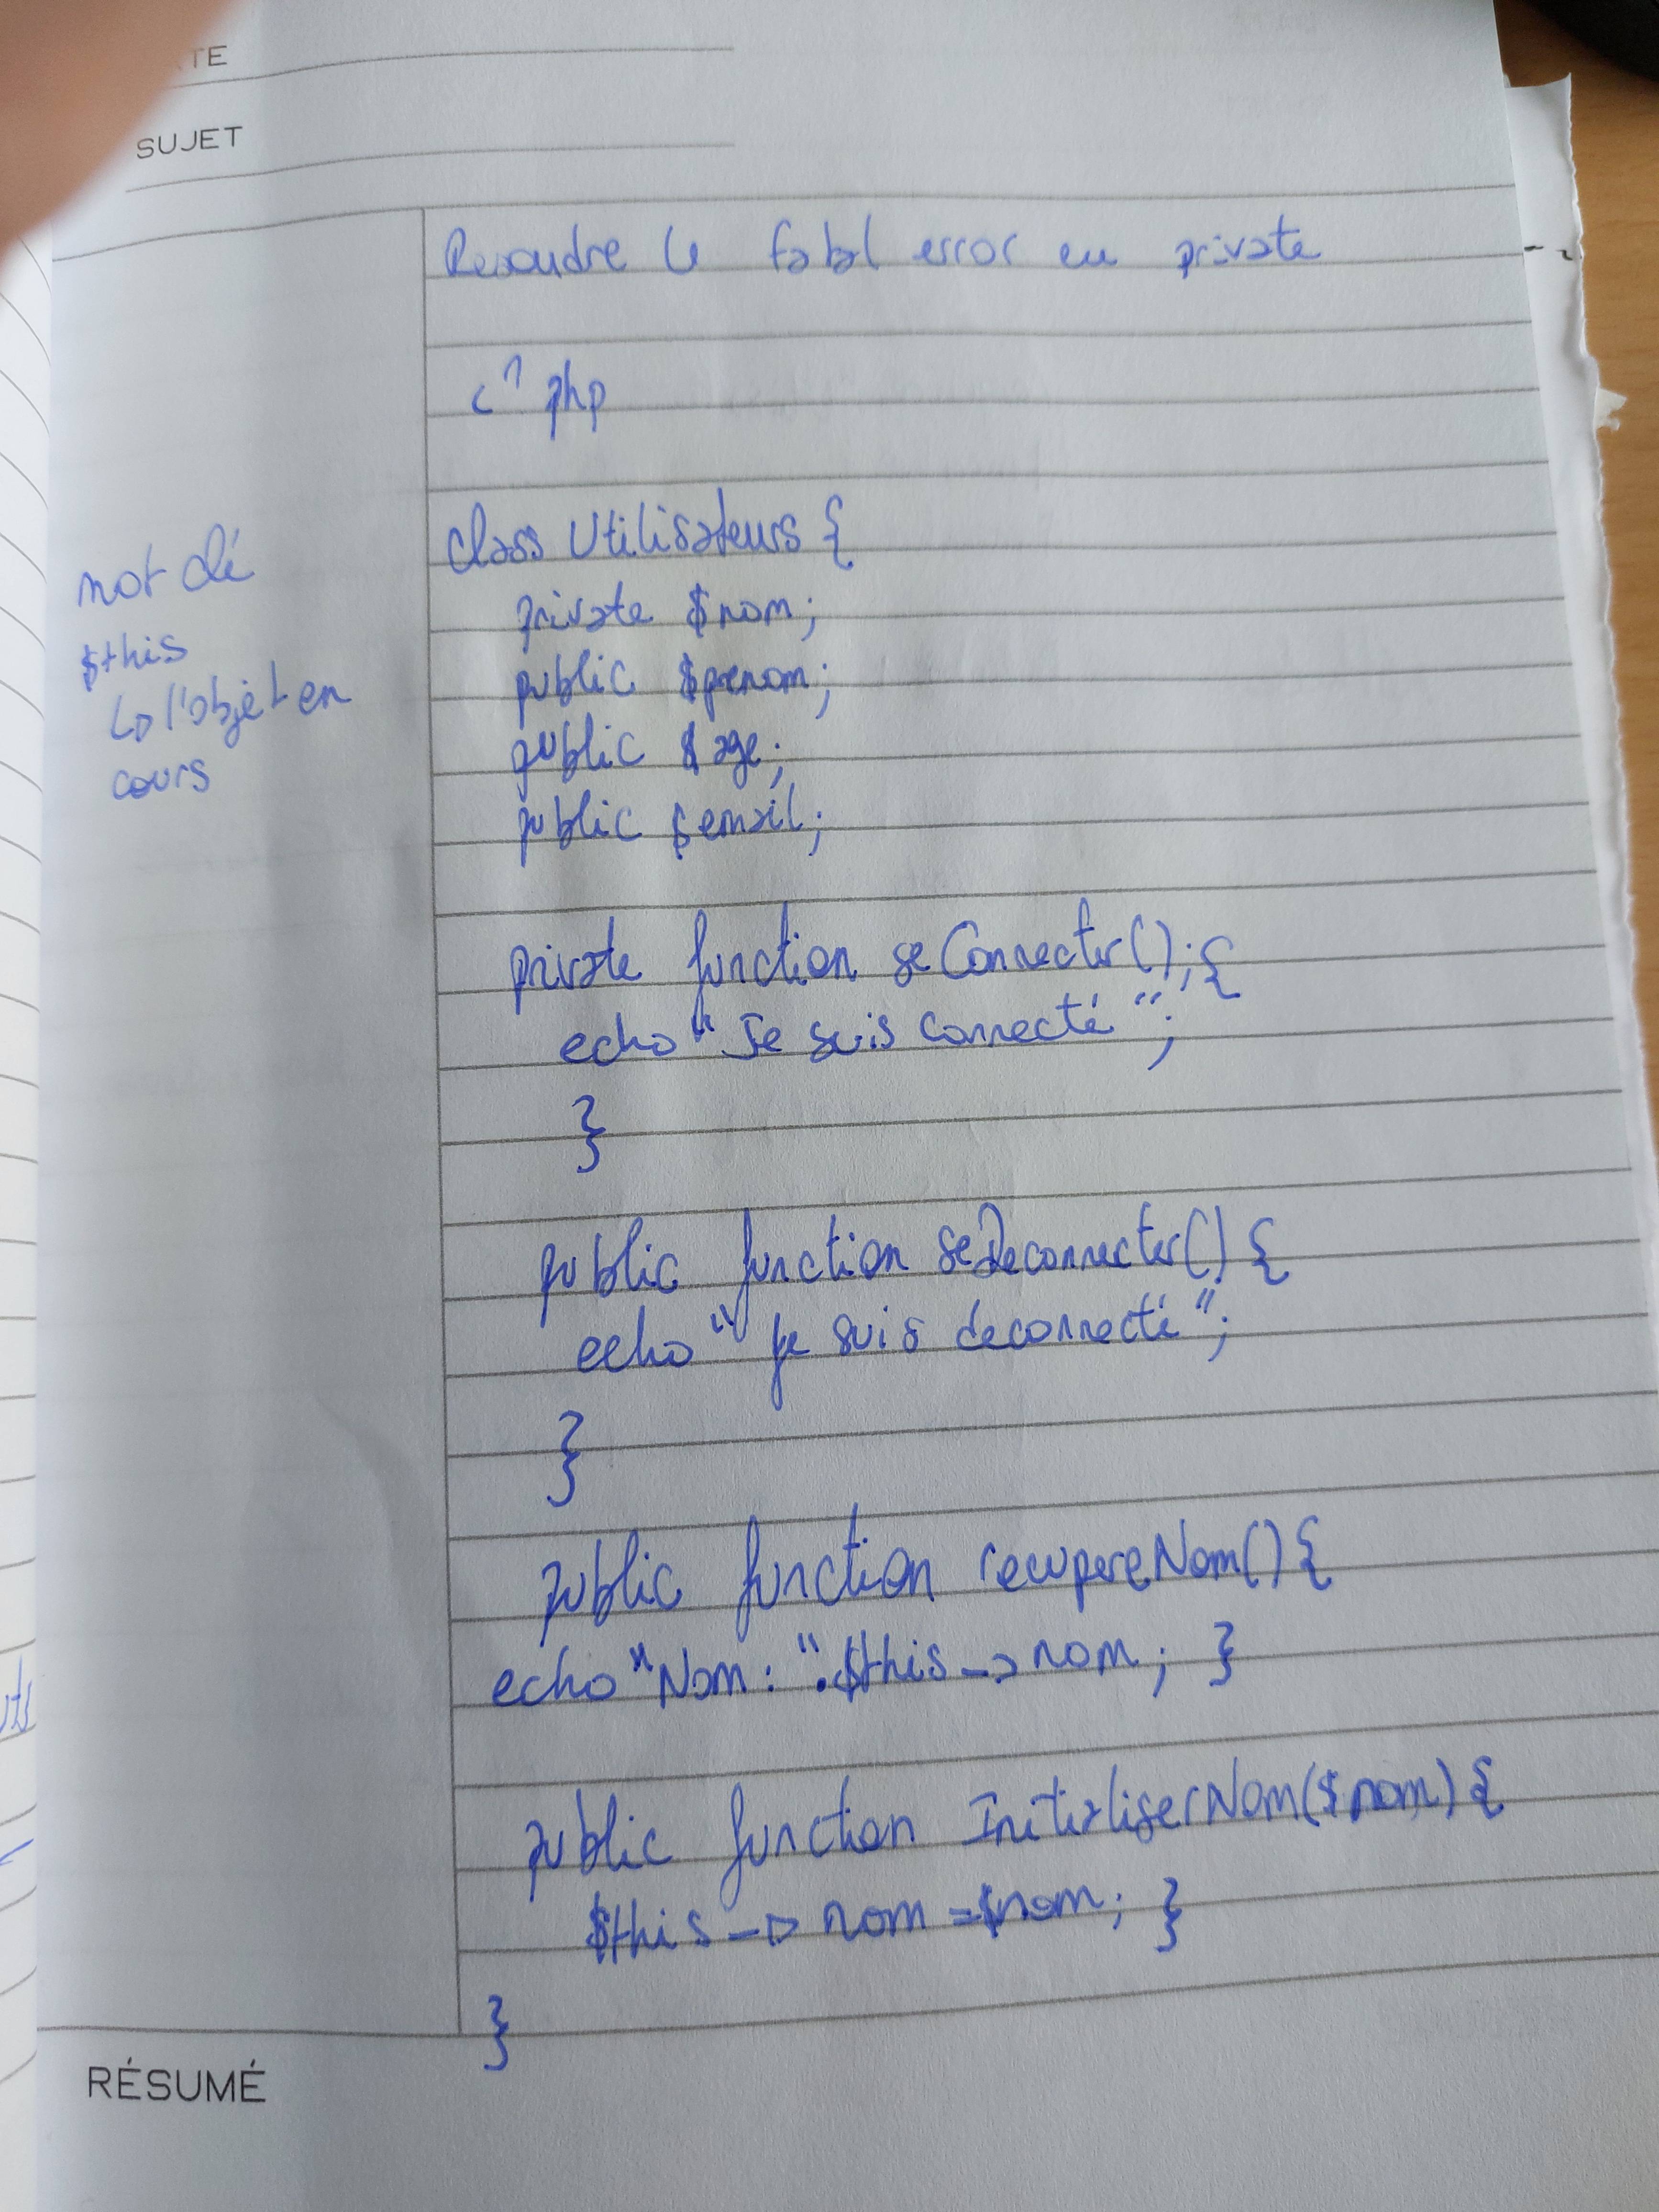 TE
SUJET
Resoudre le fatal error en private
<? php
class Utilisateurs {
private $nom;
public $prenom;
public $age;
public $email;
mot clé
$this
↳ l'objet en
cours
private function seConnecter();{
echo "Je suis connecté";
}
public function seDeconnecter() {
echo "je suis deconnecté";
}
public function recupereNom() {
echo "Nom : ".$this->nom; }
public function InitialiserNom($nom) {
$this -> nom = $nom; }
}
RÉSUMÉ